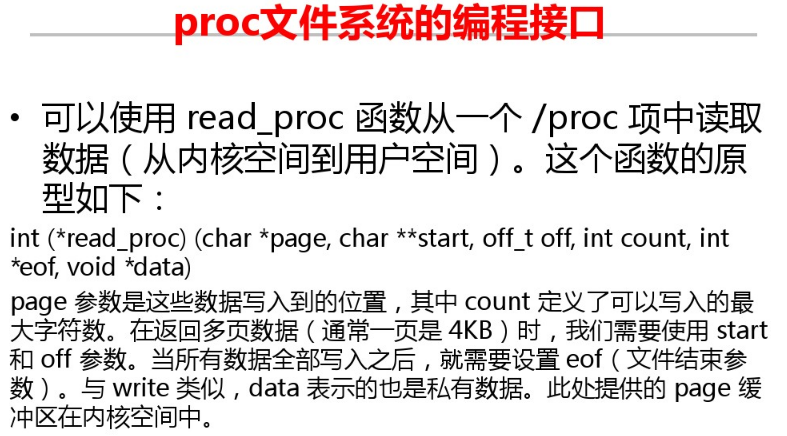 proc文件系统的编程接口
• 可以使用 read_proc 函数从一个 /proc 项中读取
数据（从内核空间到用户空间）。这个函数的原
型如下：
int (*read_proc) (char *page, char **start, off_t off, int count, int
*eof, void *data)
page 参数是这些数据写入到的位置，其中 count 定义了可以写入的最
大字符数。在返回多页数据（通常一页是 4KB）时，我们需要使用 start
和 off 参数。当所有数据全部写入之后，就需要设置 eof（文件结束参
数）。与 write 类似，data 表示的也是私有数据。此处提供的 page 缓
冲区在内核空间中。